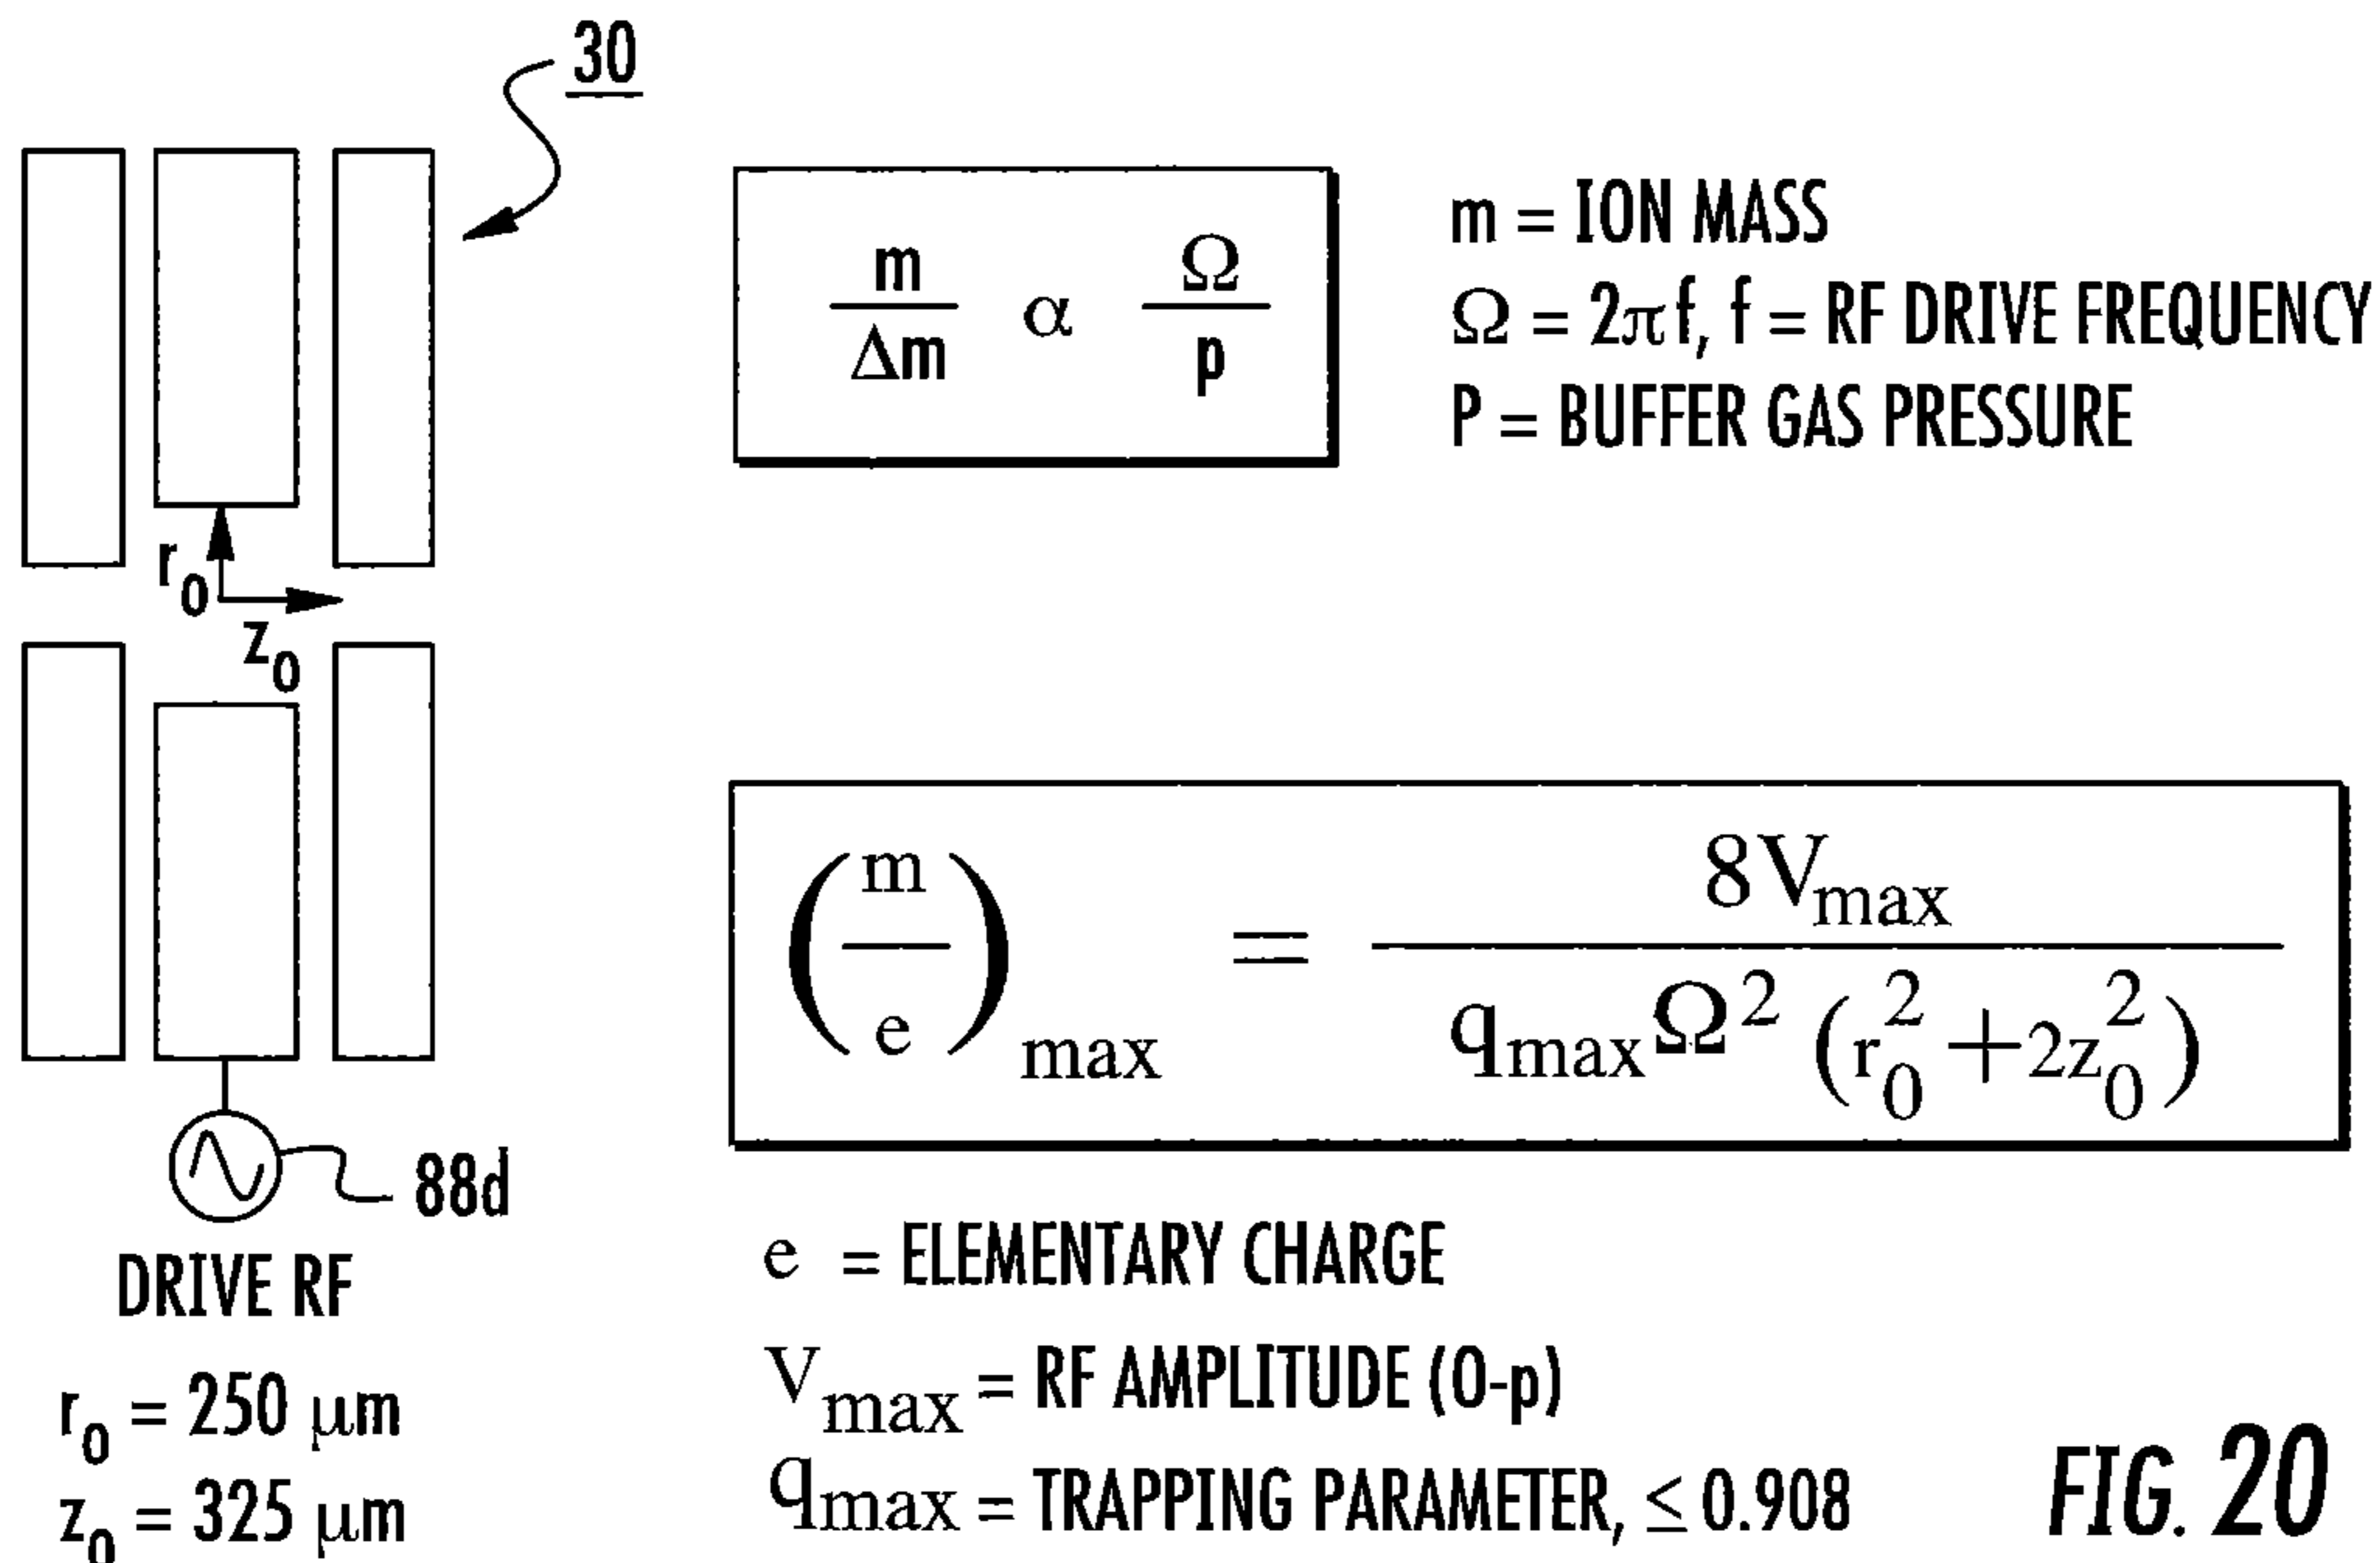 30
m/Δm α Ω/p
m = ION MASS
Ω = 2πf, f = RF DRIVE FREQUENCY
P = BUFFER GAS PRESSURE
r₀
z₀
(m/e)max = 8Vmax / qmaxΩ² (r₀² + 2z₀²)
88d
DRIVE RF
r₀ = 250 μm
z₀ = 325 μm
e = ELEMENTARY CHARGE
Vmax = RF AMPLITUDE (0-p)
qmax = TRAPPING PARAMETER, ≤ 0.908
FIG. 20